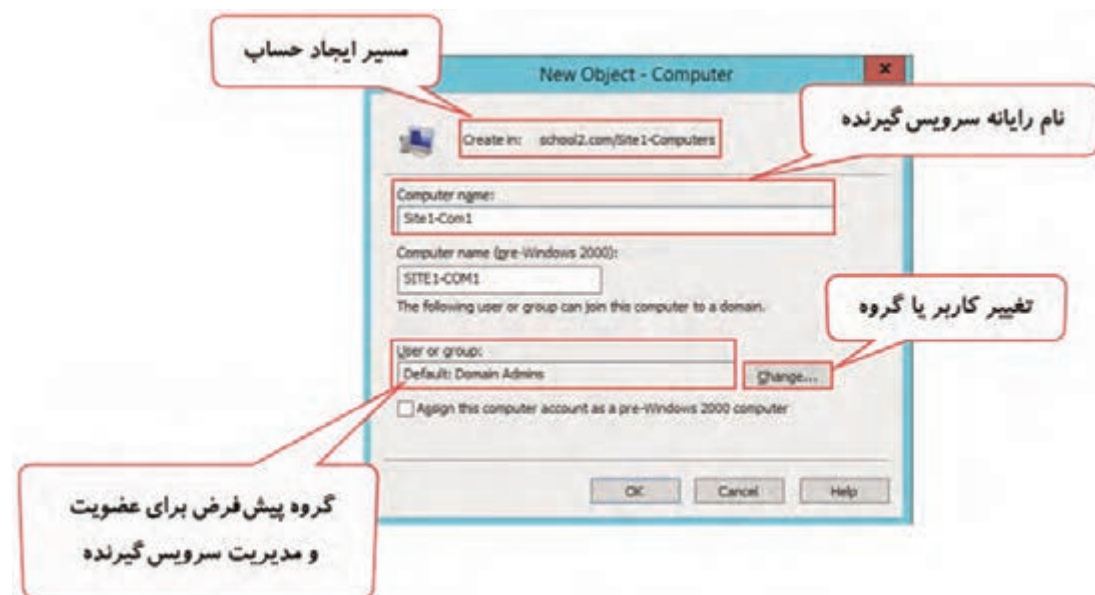 مسیر ایجاد حساب
New Object - Computer
x
نام رایانه سرویس گیرنده
Create in: school2.com/Site1-Computers
Computer name:
Site1-Com1
Computer name (pre-Windows 2000):
SITE1-COM1
The following user or group can join this computer to a domain.
تغییر کاربر یا گروه
User or group:
Default: Domain Admins
Change...
Assign this computer account as a pre-Windows 2000 computer
OK
Cancel
Help
گروه پیش‌فرض برای عضویت
و مدیریت سرویس گیرنده